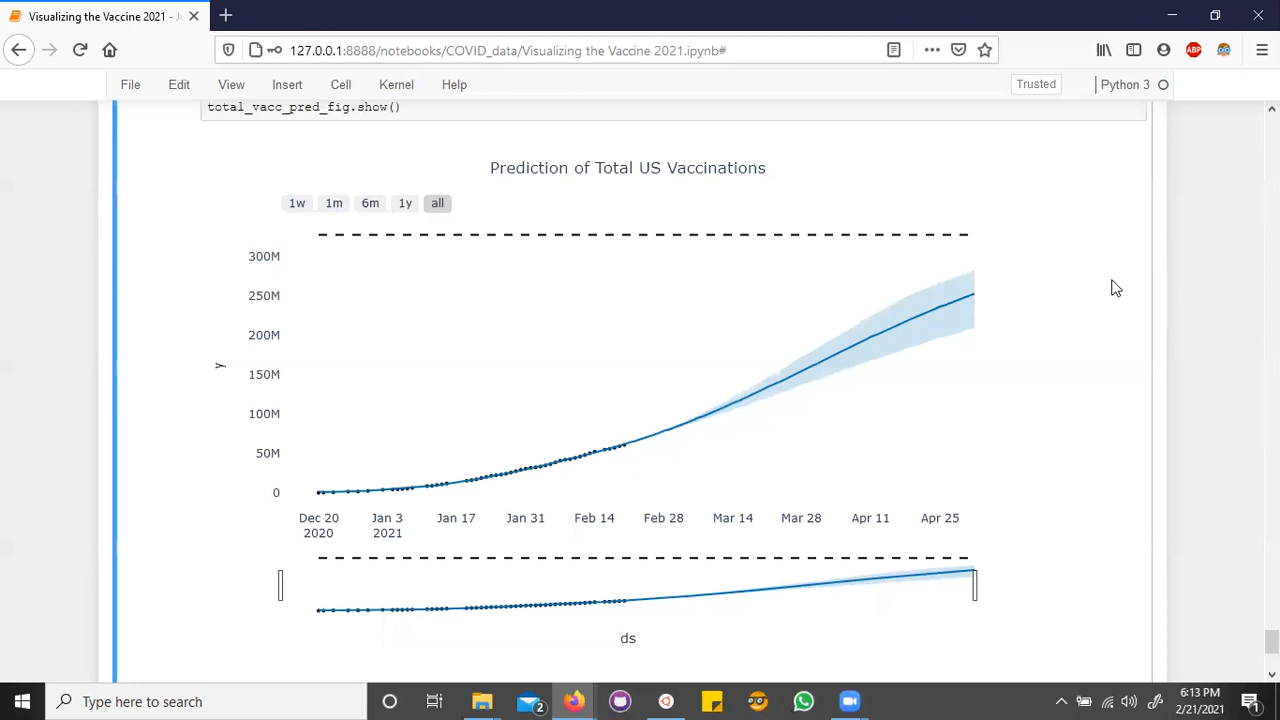 Visualizing the Vaccine 2021 - J
127.0.0.1:8888/notebooks/COVID_data/Visualizing the Vaccine 2021.ipynb#
ABP
File Edit View Insert Cell Kernel Help Trusted Python 3
total_vacc_pred_fig.show()
Prediction of Total US Vaccinations
1w 1m 6m 1y all
300M
250M
200M
150M
100M
50M
0
y
Dec 20 Jan 3 Jan 17 Jan 31 Feb 14 Feb 28 Mar 14 Mar 28 Apr 11 Apr 25
2020 2021
ds
Type here to search
2
6:13 PM
2/21/2021
1